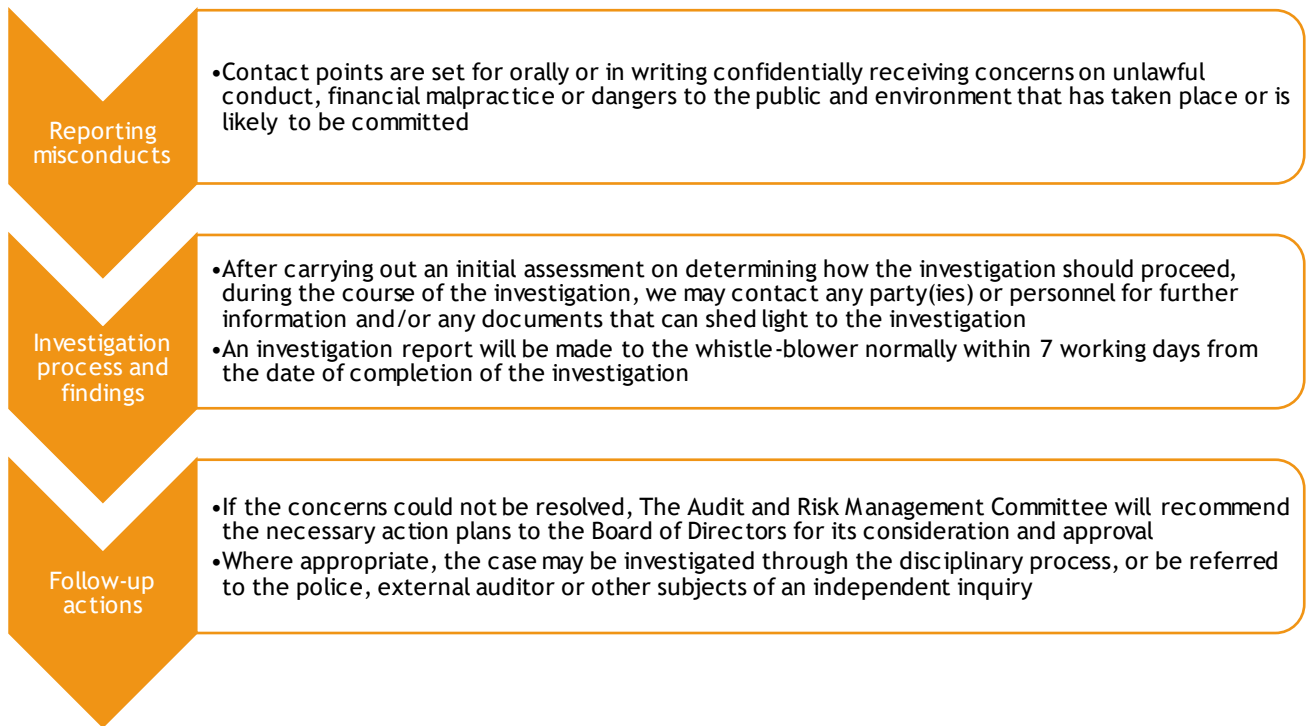 Reporting
misconducts
•Contact points are set for orally or in writing confidentially receiving concerns on unlawful
conduct, financial malpractice or dangers to the public and environment that has taken place or is
likely to be committed
Investigation
process and
findings
•After carrying out an initial assessment on determining how the investigation should proceed,
during the course of the investigation, we may contact any party(ies) or personnel for further
information and/or any documents that can shed light to the investigation
•An investigation report will be made to the whistle-blower normally within 7 working days from
the date of completion of the investigation
Follow-up
actions
•If the concerns could not be resolved, The Audit and Risk Management Committee will recommend
the necessary action plans to the Board of Directors for its consideration and approval
•Where appropriate, the case may be investigated through the disciplinary process, or be referred
to the police, external auditor or other subjects of an independent inquiry